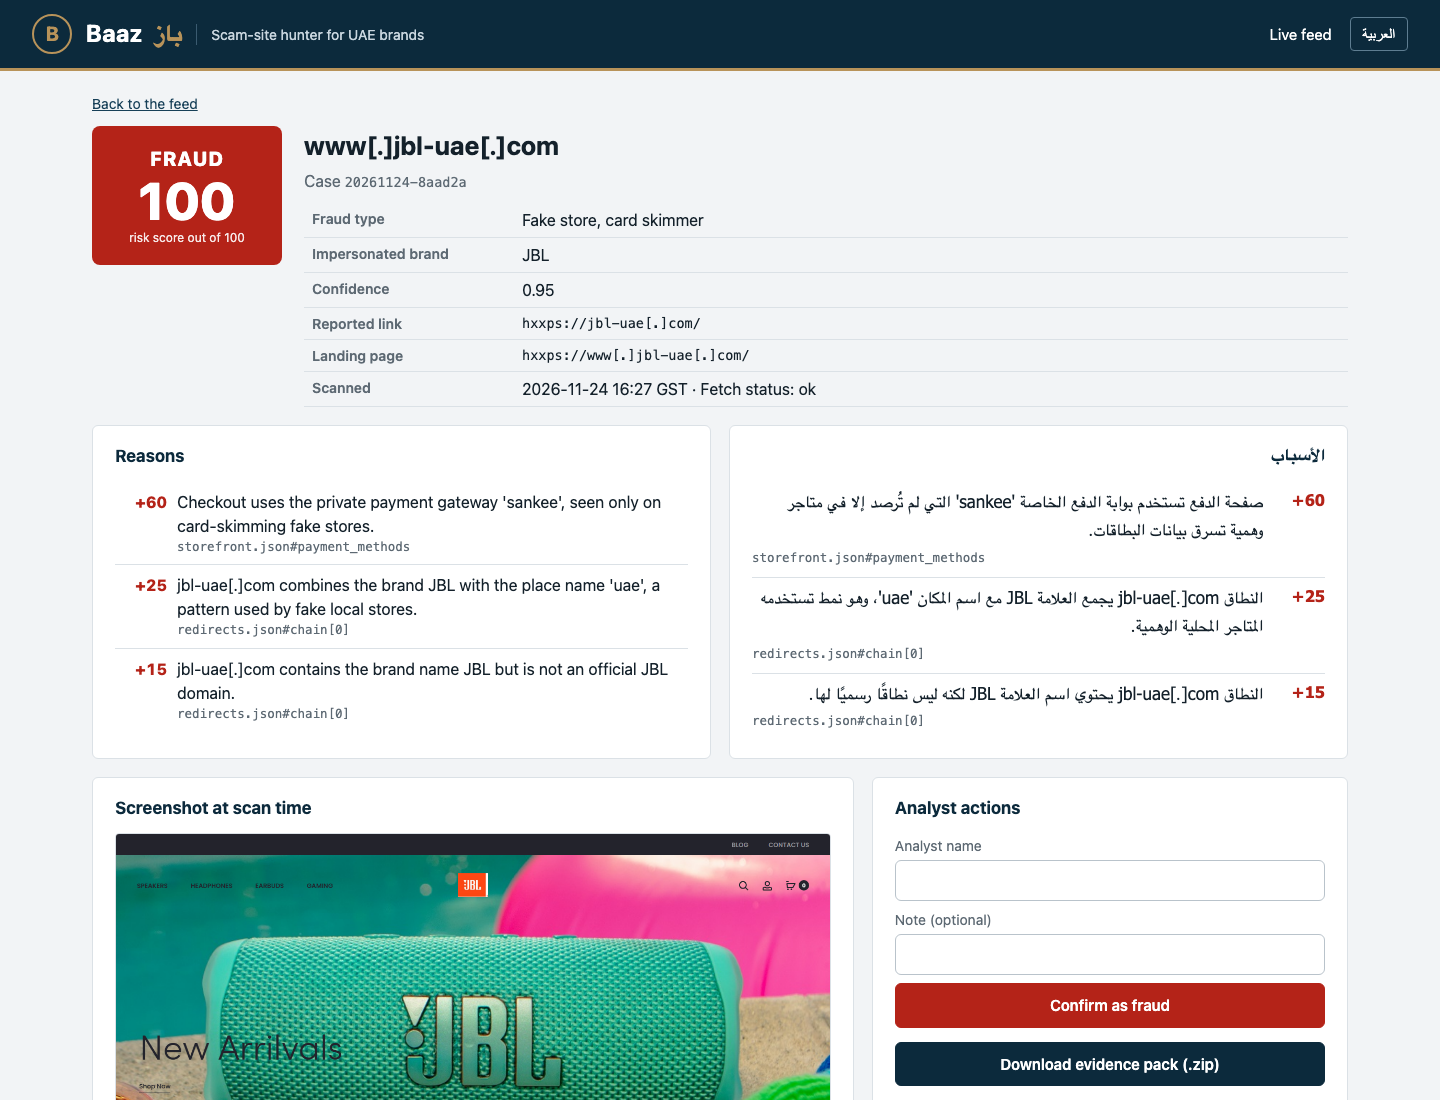 B Baaz باز Scam-site hunter for UAE brands Live feed العربية
Back to the feed
FRAUD
100
risk score out of 100
www[.]jbl-uae[.]com
Case 20261124-8aad2a
Fraud type Fake store, card skimmer
Impersonated brand JBL
Confidence 0.95
Reported link hxxps://jbl-uae[.]com/
Landing page hxxps://www[.]jbl-uae[.]com/
Scanned 2026-11-24 16:27 GST · Fetch status: ok
Reasons
+60 Checkout uses the private payment gateway 'sankee', seen only on
card-skimming fake stores.
storefront.json#payment_methods
+25 jbl-uae[.]com combines the brand JBL with the place name 'uae', a
pattern used by fake local stores.
redirects.json#chain[0]
+15 jbl-uae[.]com contains the brand name JBL but is not an official JBL
domain.
redirects.json#chain[0]
الأسباب
+60 صفحة الدفع تستخدم بوابة الدفع الخاصة 'sankee' التي لم تُرصد إلا في متاجر
وهمية تسرق بيانات البطاقات.
storefront.json#payment_methods
+25 النطاق jbl-uae[.]com يجمع العلامة JBL مع اسم المكان 'uae'، وهو نمط تستخدمه
المتاجر المحلية الوهمية.
redirects.json#chain[0]
+15 النطاق jbl-uae[.]com يحتوي اسم العلامة JBL لكنه ليس نطاقًا رسميًا لها.
redirects.json#chain[0]
Screenshot at scan time
BLOG CONTACT US
SPEAKERS HEADPHONES EARBUDS GAMING
JBL
0
JBL
New Arrilvals
Shop Now
Analyst actions
Analyst name
Note (optional)
Confirm as fraud
Download evidence pack (.zip)